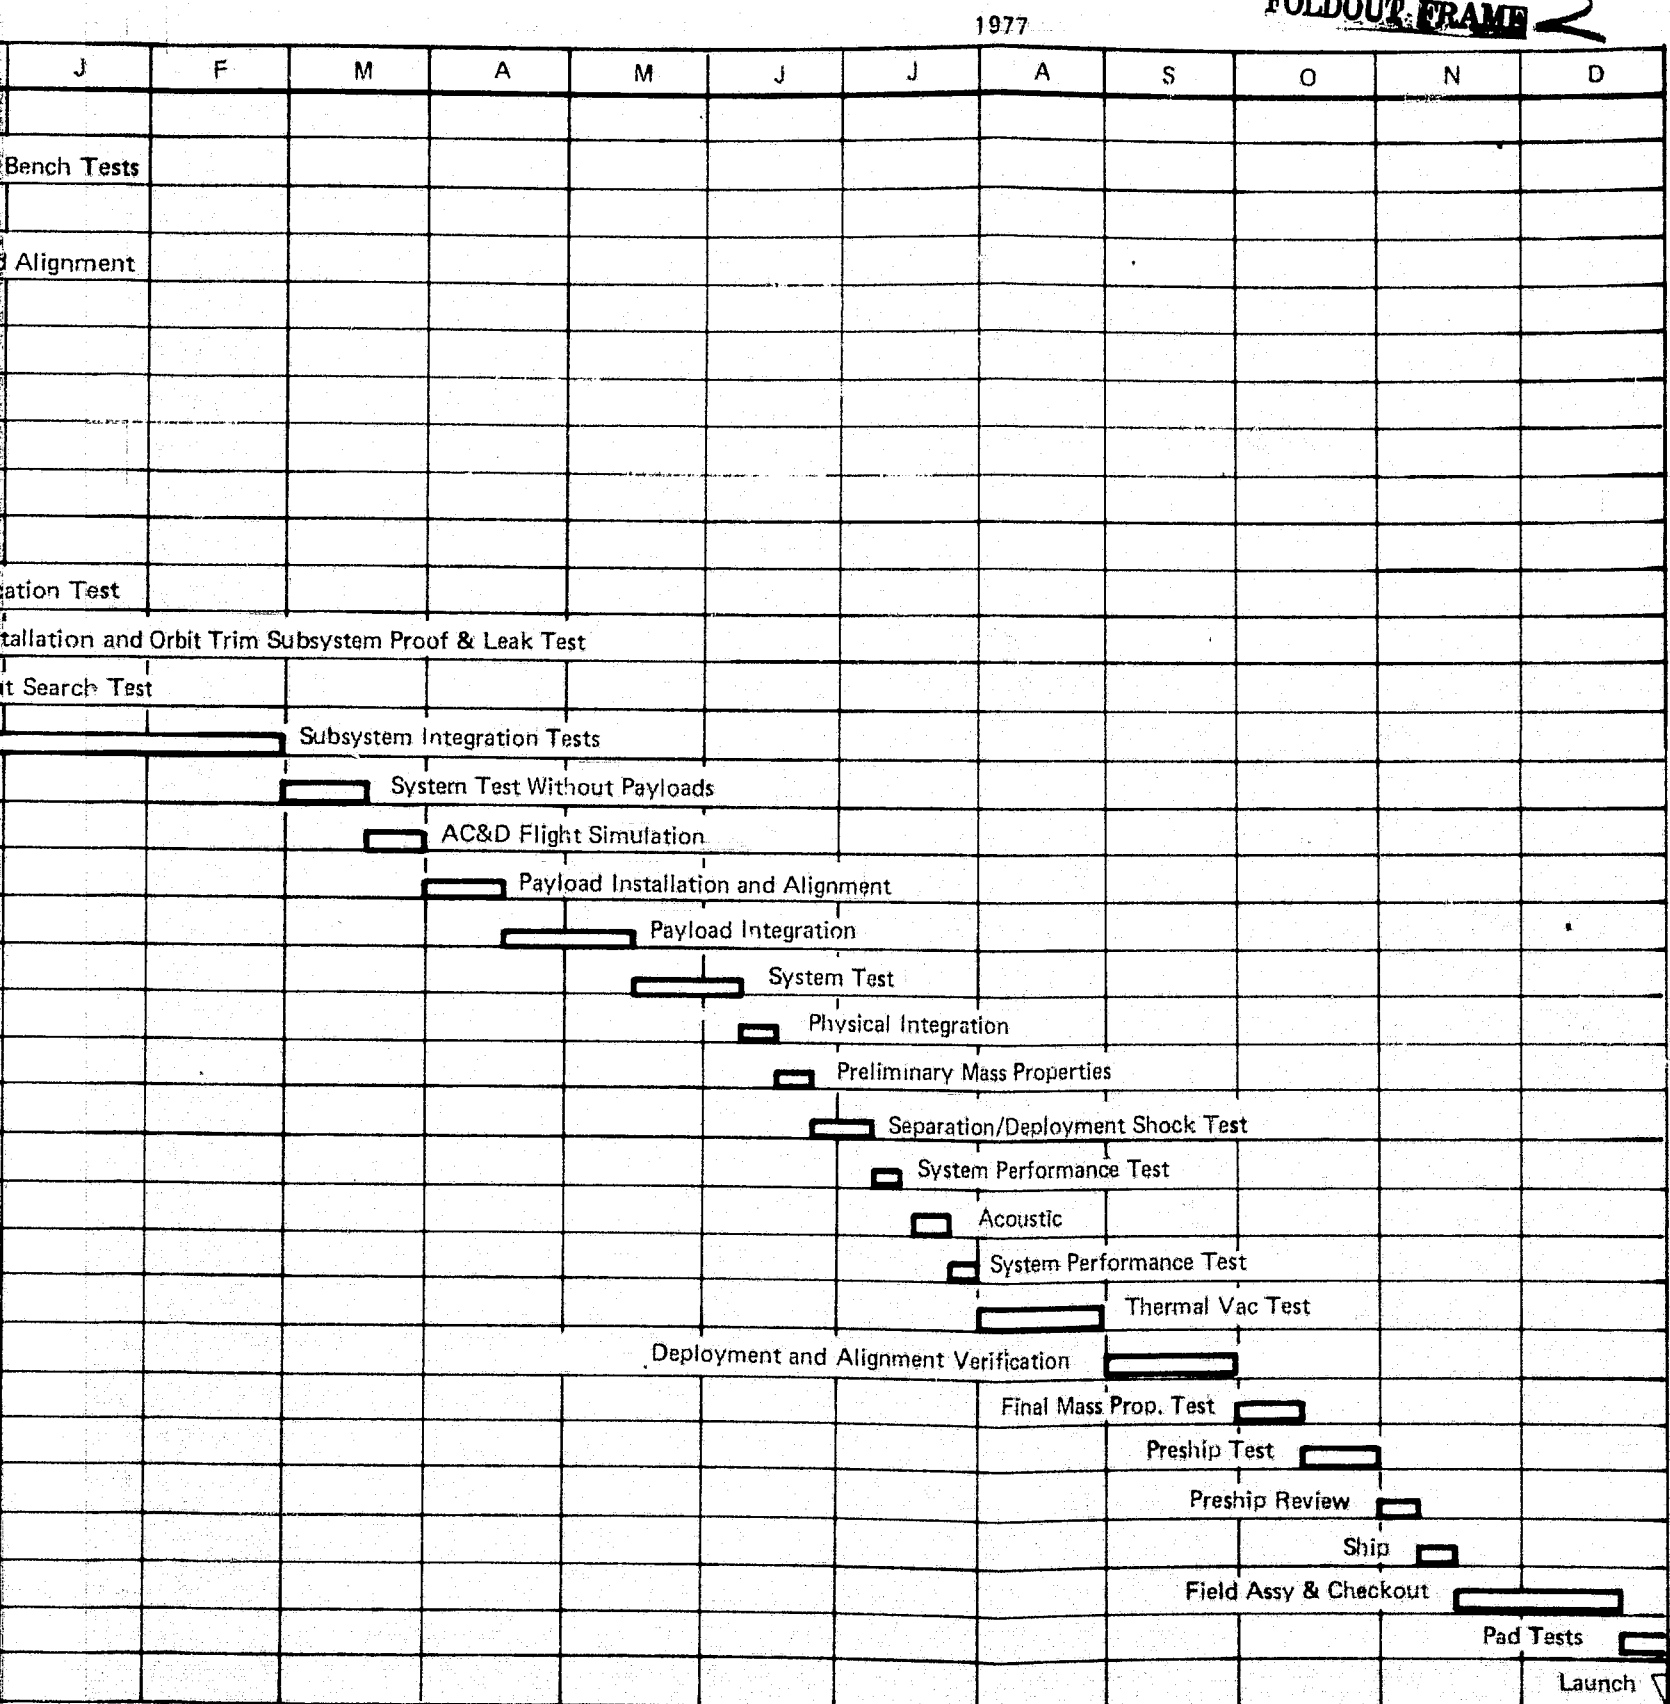 FOLDOUT FRAME 2
1977
J F M A M J J A S O N D
Bench Tests
Alignment
ation Test
tallation and Orbit Trim Subsystem Proof & Leak Test
t Search Test
Subsystem Integration Tests
System Test Without Payloads
AC&D Flight Simulation
Payload Installation and Alignment
Payload Integration
System Test
Physical Integration
Preliminary Mass Properties
Separation/Deployment Shock Test
System Performance Test
Acoustic
System Performance Test
Thermal Vac Test
Deployment and Alignment Verification
Final Mass Prop. Test
Preship Test
Preship Review
Ship
Field Assy & Checkout
Pad Tests
Launch